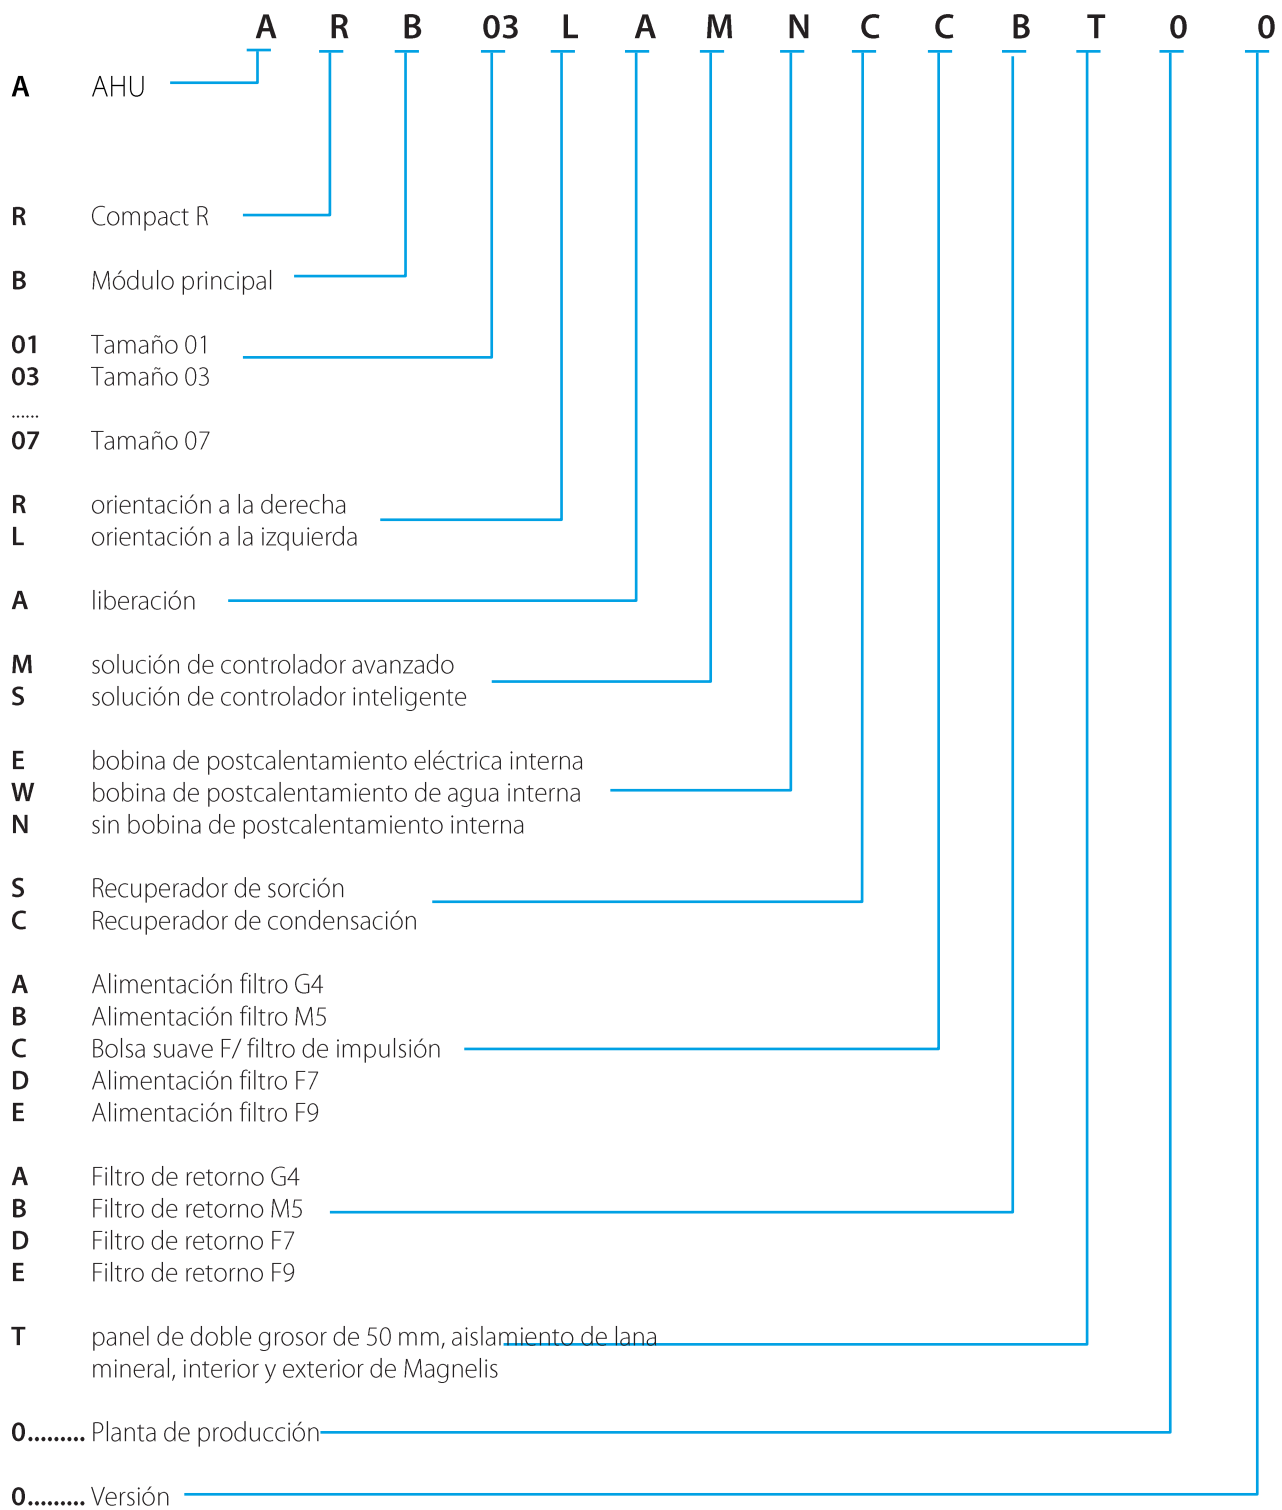 A R B 03 L A M N C C B T 0 0
A AHU
R Compact R
B Módulo principal
01 Tamaño 01
03 Tamaño 03
......
07 Tamaño 07
R orientación a la derecha
L orientación a la izquierda
A liberación
M solución de controlador avanzado
S solución de controlador inteligente
E bobina de postcalentamiento eléctrica interna
W bobina de postcalentamiento de agua interna
N sin bobina de postcalentamiento interna
S Recuperador de sorción
C Recuperador de condensación
A Alimentación filtro G4
B Alimentación filtro M5
C Bolsa suave F/ filtro de impulsión
D Alimentación filtro F7
E Alimentación filtro F9
A Filtro de retorno G4
B Filtro de retorno M5
D Filtro de retorno F7
E Filtro de retorno F9
T panel de doble grosor de 50 mm, aislamiento de lana
mineral, interior y exterior de Magnelis
0......... Planta de producción
0......... Versión